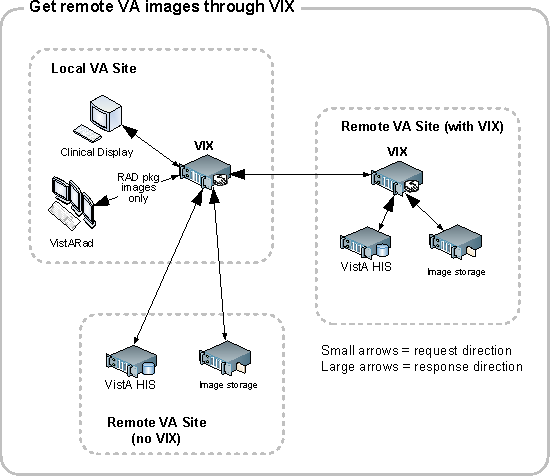 Get remote VA images through VIX
Local VA Site
Clinical Display
VIX
RAD pkg
images
only
VistARad
Remote VA Site (with VIX)
VIX
VistA HIS
Image storage
VistA HIS
Image storage
Remote VA Site
(no VIX)
Small arrows = request direction
Large arrows = response direction